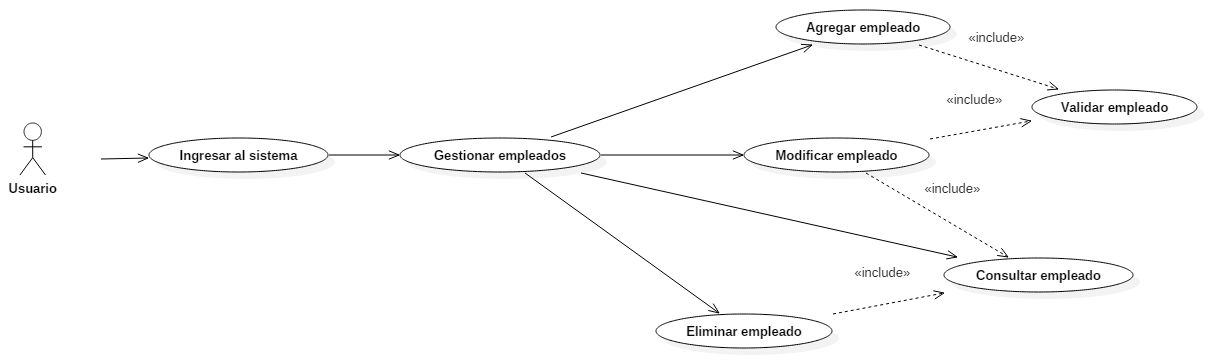 Agregar empleado
«include»
«include»
Validar empleado
Usuario
Ingresar al sistema
Gestionar empleados
Modificar empleado
«include»
«include»
Consultar empleado
Eliminar empleado